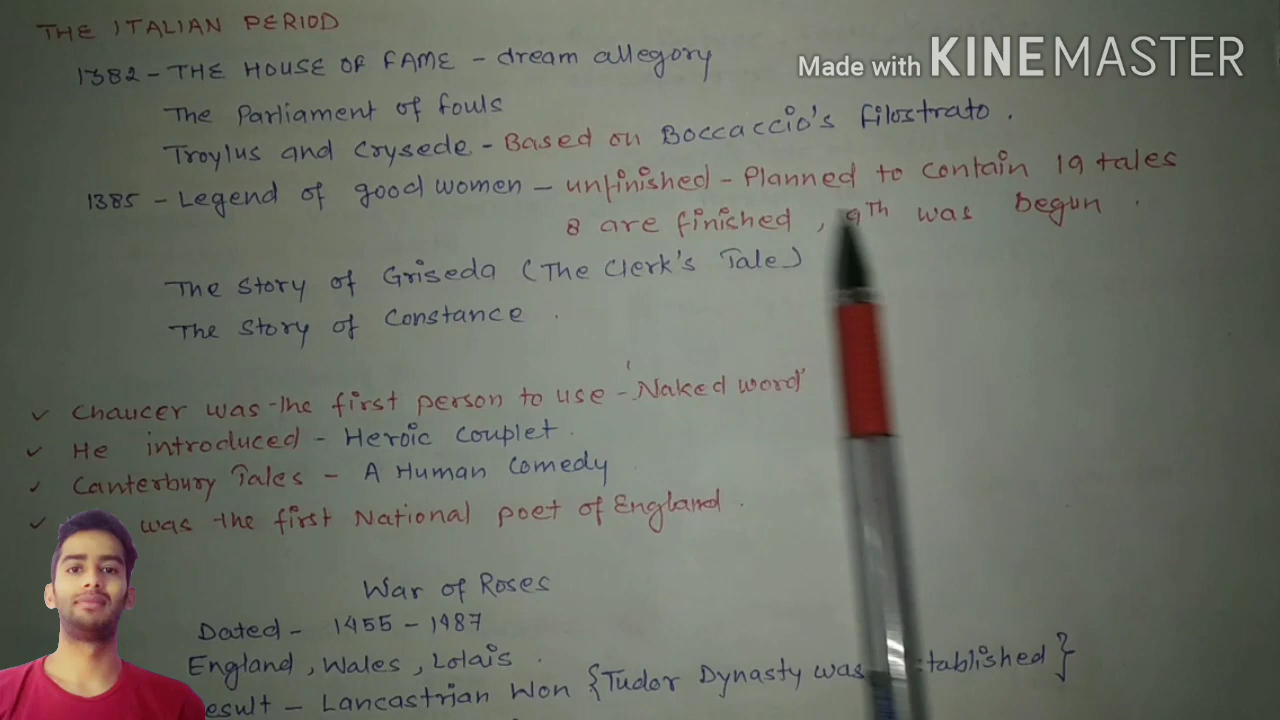 THE ITALIAN PERIOD
Made with KINEMASTER
1382 - THE HOUSE OF FAME - dream allegory
The Parliament of fouls
Troylus and Crysede - Based on Boccaccio's filostrato .
1385 - Legend of good women - unfinished - Planned to contain 19 tales
8 are finished , 9th was begun .
The story of Griseda (The Clerk's Tale)
The story of Constance .
✓ Chaucer was the first person to use - 'Naked word'
✓ He introduced - Heroic couplet .
✓ Canterbury Tales - A Human Comedy
✓ was the first National poet of England .
War of Roses
Dated - 1455 - 1487
England, Wales, Lolais .
esult - Lancastrian Won {Tudor Dynasty was tablished}